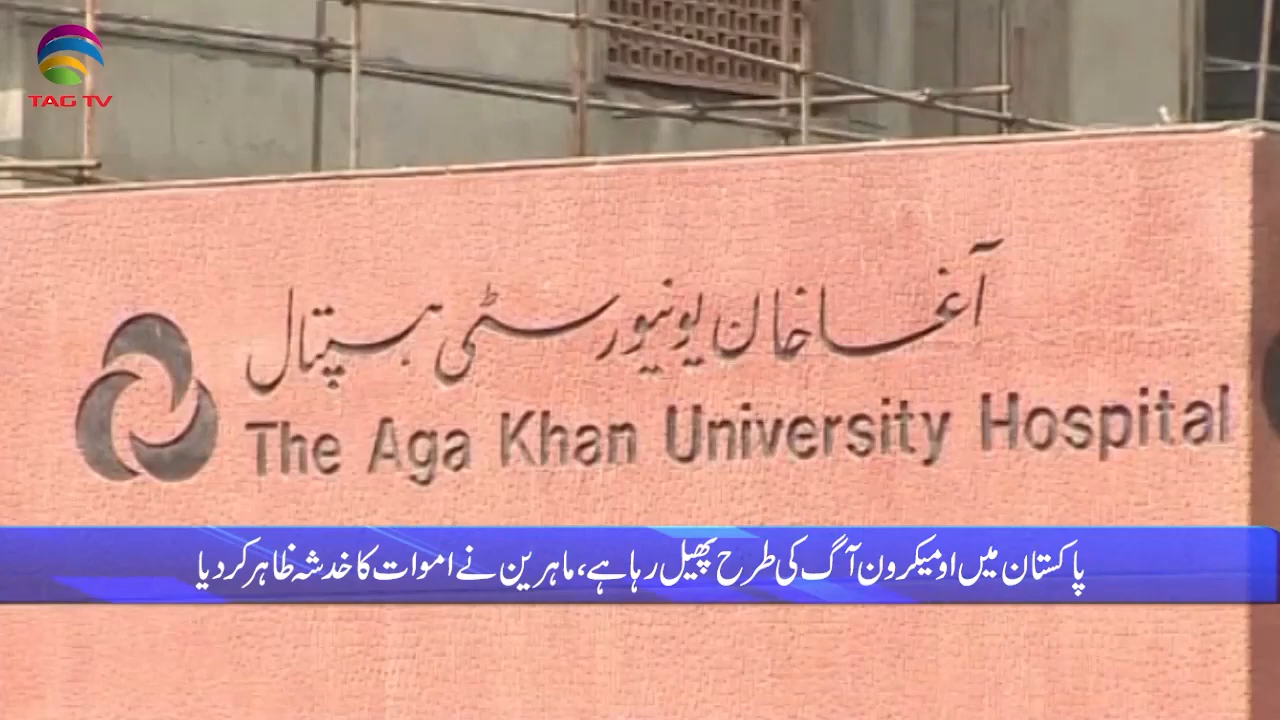 TAG TV
آغا خان یونیورسٹی ہسپتال
The Aga Khan University Hospital
پاکستان میں اومیکرون آگ کی طرح پھیل رہا ہے، ماہرین نے اموات کا خدشہ ظاہر کر دیا